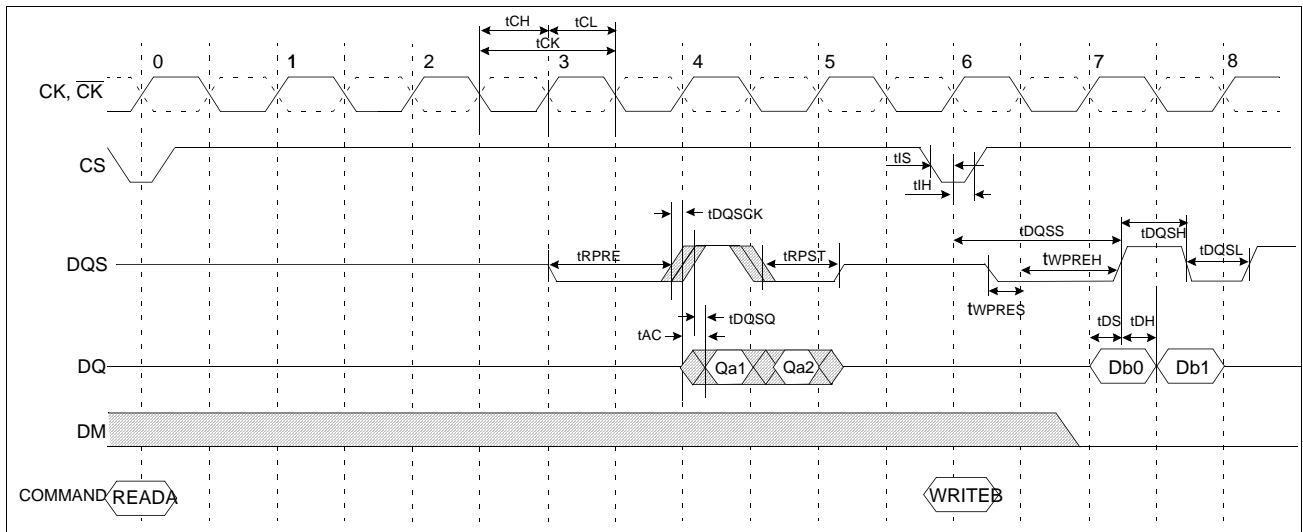 tCH tCL
tCK
0 1 2 3 4 5 6 7 8
CK, CK
CS
tIS
tIH
tDQSCK
tDQSS
tDQSH
DQS
tRPRE
tRPST
tWPREH
tDQSL
tWPRES
tDQSQ
tAC
tDS tDH
DQ
Qa1 Qa2
Db0 Db1
DM
COMMAND READA
WRITEB